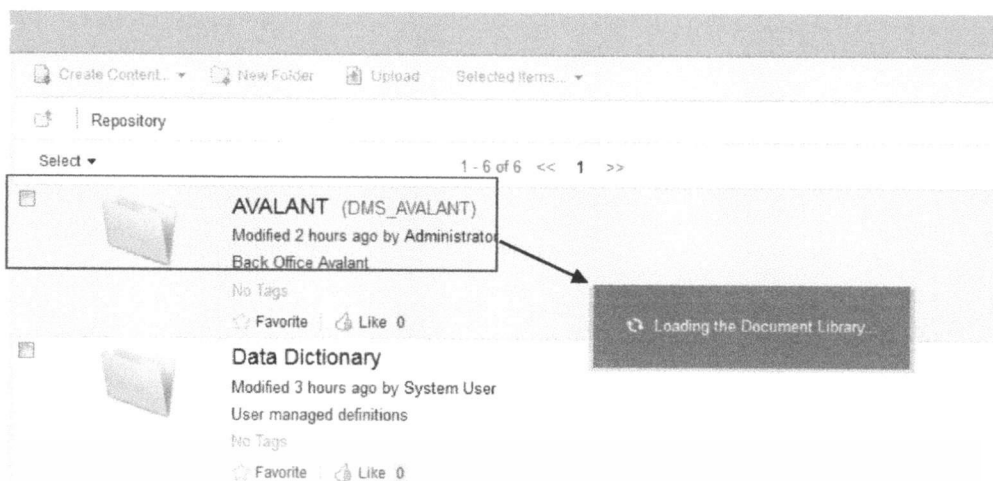 Create Content... New Folder Upload Selected Items...
Repository
Select 1 - 6 of 6 << 1 >>
AVALANT (DMS_AVALANT)
Modified 2 hours ago by Administrator
Back Office Avalant
No Tags
Favorite Like 0
Loading the Document Library...
Data Dictionary
Modified 3 hours ago by System User
User managed definitions
No Tags
Favorite Like 0